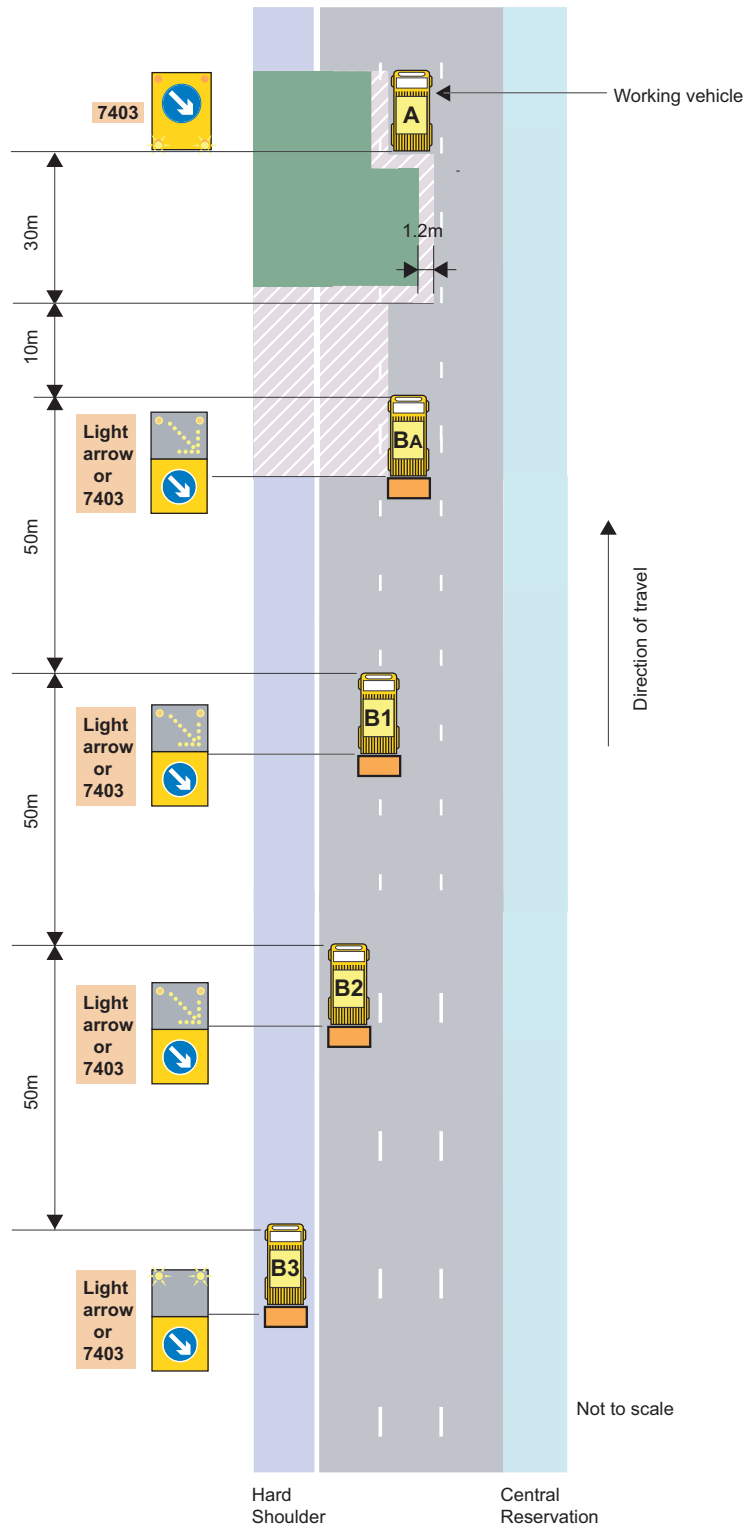 7403
A
Working vehicle
30m
1.2m
10m
Light
arrow
or
7403
BA
50m
Direction of travel
Light
arrow
or
7403
B1
50m
Light
arrow
or
7403
B2
50m
Light
arrow
or
7403
B3
Not to scale
Hard
Shoulder
Central
Reservation